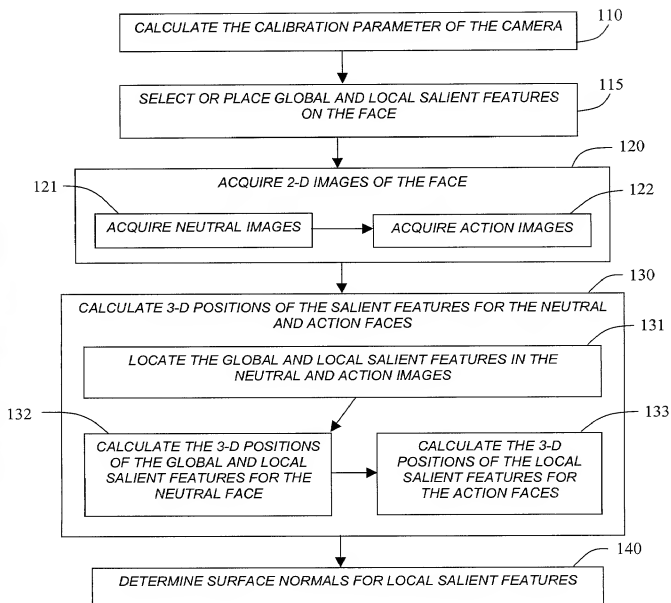 CALCULATE THE CALIBRATION PARAMETER OF THE CAMERA
110
SELECT OR PLACE GLOBAL AND LOCAL SALIENT FEATURES
ON THE FACE
115
120
ACQUIRE 2-D IMAGES OF THE FACE
121
122
ACQUIRE NEUTRAL IMAGES
ACQUIRE ACTION IMAGES
130
CALCULATE 3-D POSITIONS OF THE SALIENT FEATURES FOR THE NEUTRAL
AND ACTION FACES
131
LOCATE THE GLOBAL AND LOCAL SALIENT FEATURES IN THE
NEUTRAL AND ACTION IMAGES
132
133
CALCULATE THE 3-D POSITIONS
OF THE GLOBAL AND LOCAL
SALIENT FEATURES FOR THE
NEUTRAL FACE
CALCULATE THE 3-D
POSITIONS OF THE LOCAL
SALIENT FEATURES FOR
THE ACTION FACES
140
DETERMINE SURFACE NORMALS FOR LOCAL SALIENT FEATURES